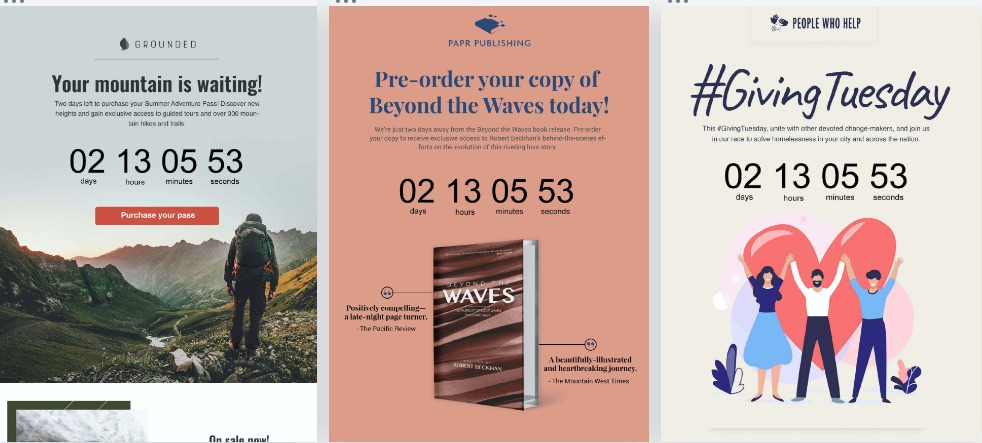 GROUNDED
Your mountain is waiting!
Two days left to purchase your Summer Adventure Pass! Discover new
heights and gain exclusive access to guided tours and over 300 moun-
tain hikes and trails.
02 13 05 53
days hours minutes seconds
Purchase your pass
On sale now!
PAPR PUBLISHING
Pre-order your copy of
Beyond the Waves today!
We're just two days away from the Beyond the Waves book release. Pre-order
your copy to receive exclusive access to Robert Beckhan's behind-the-scenes ef-
forts on the evolution of this riveting love story
02 13 05 53
days hours minutes seconds
BEYOND THE
WAVES
ROBERT BECKHAN
Positively compelling—
a late-night page turner.
- The Pacific Review
A beautifully-illustrated
and heartbreaking journey.
- The Mountain West Times
PEOPLE WHO HELP
#GivingTuesday
This #GivingTuesday, unite with other devoted change-makers, and join us
in our race to solve homelessness in your city and across the nation.
02 13 05 53
days hours minutes seconds